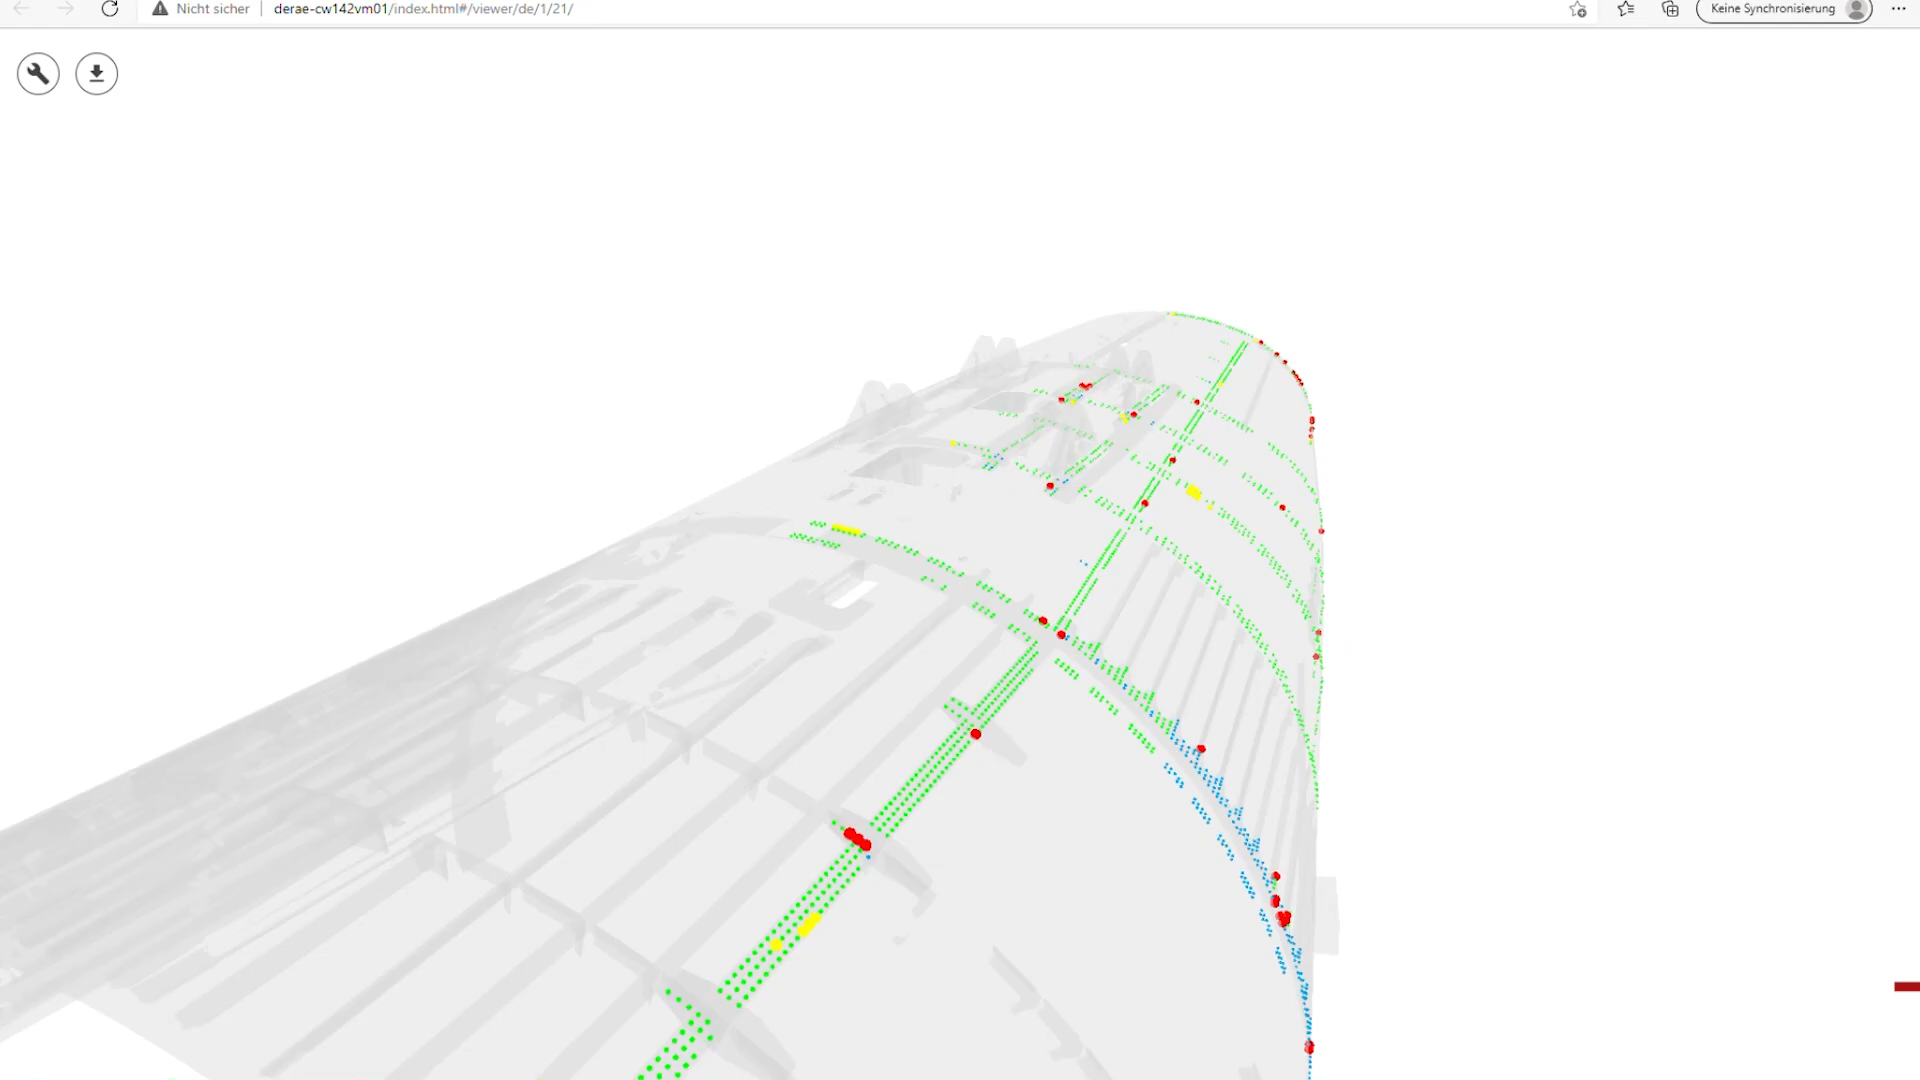 Nicht sicher
derae-cw142vm01/index.html#/viewer/de/1/21/
Keine Synchronisierung